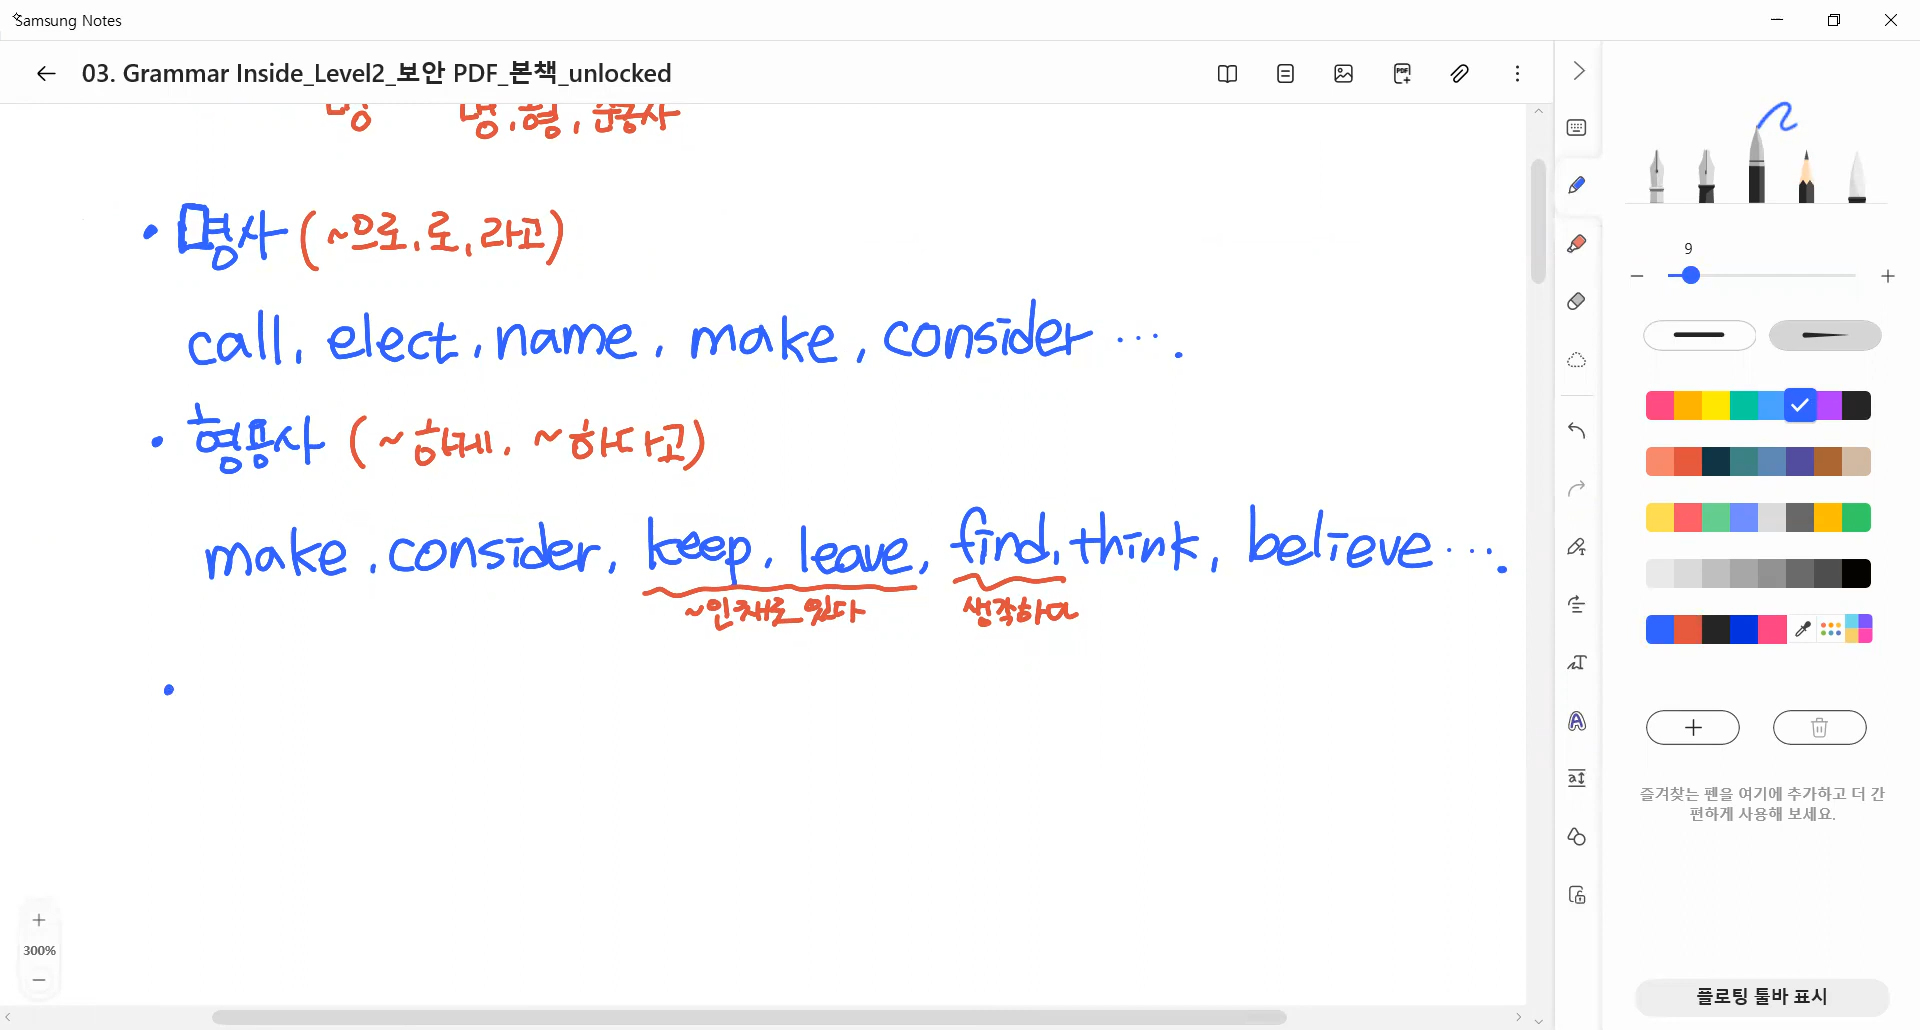 Samsung Notes
03. Grammar Inside_Level2_보안 PDF_본책_unlocked
명 명, 형, 준동사
• 명사 (~으로, 로, 라고)
call, elect, name, make, consider ….
• 형용사 (~하게, ~하다고)
make, consider, keep, leave, find, think, believe ….
~인채로 있다 생각하다
•
9
즐겨찾는 펜을 여기에 추가하고 더 간
편하게 사용해 보세요.
300%
플로팅 툴바 표시